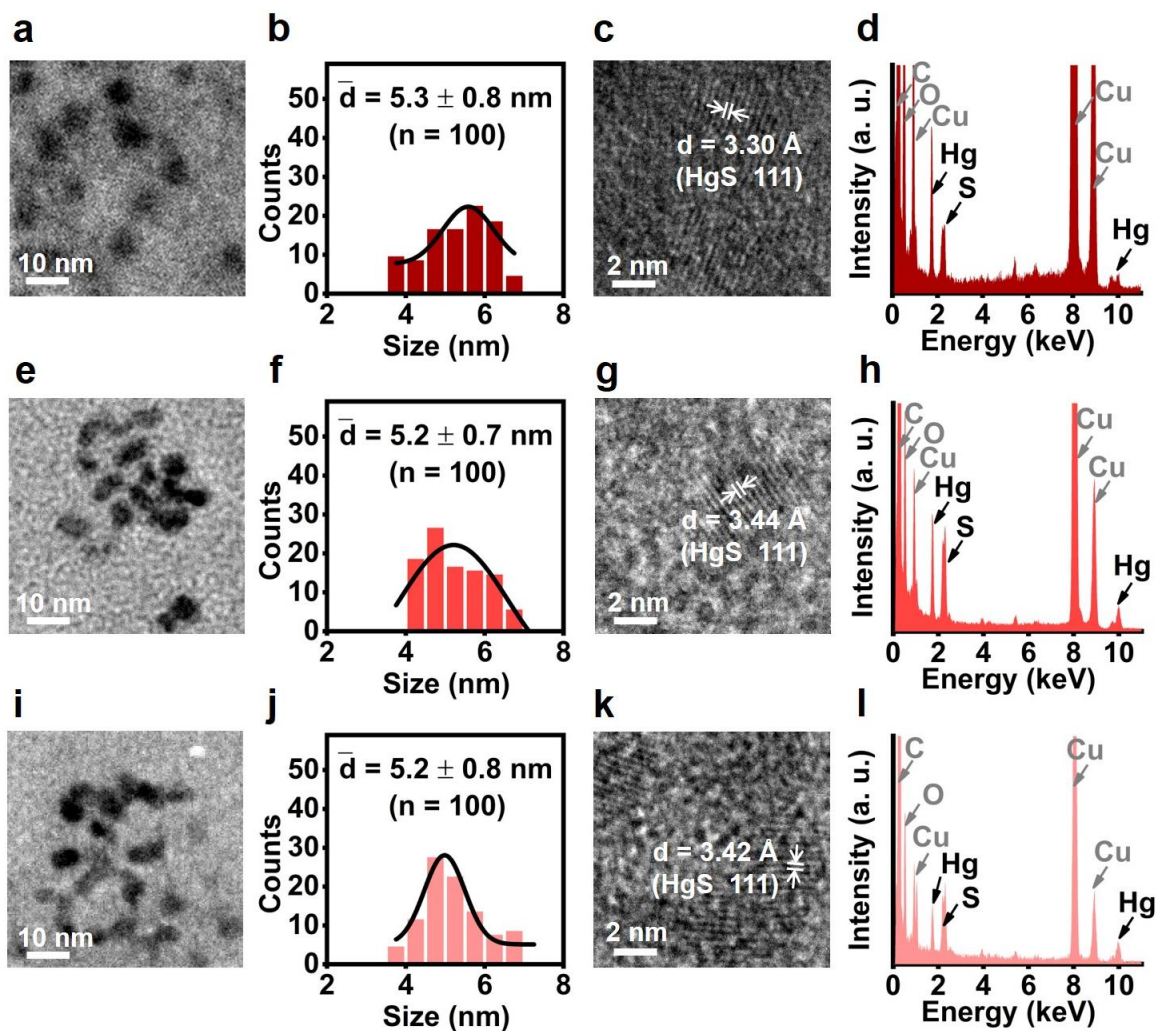 a
10 nm
b
d̄ = 5.3 ± 0.8 nm
(n = 100)
Counts
50
40
30
20
10
0
2 4 6 8
Size (nm)
c
d = 3.30 Å
(HgS 111)
2 nm
d
Intensity (a. u.)
C
O
Cu
Hg
S
Cu
Cu
Hg
0 2 4 6 8 10
Energy (keV)
e
10 nm
f
d̄ = 5.2 ± 0.7 nm
(n = 100)
Counts
50
40
30
20
10
0
2 4 6 8
Size (nm)
g
d = 3.44 Å
(HgS 111)
2 nm
h
Intensity (a. u.)
C
O
Cu
Hg
S
Cu
Cu
Hg
0 2 4 6 8 10
Energy (keV)
i
10 nm
j
d̄ = 5.2 ± 0.8 nm
(n = 100)
Counts
50
40
30
20
10
0
2 4 6 8
Size (nm)
k
d = 3.42 Å
(HgS 111)
2 nm
l
Intensity (a. u.)
C
O
Cu
Hg
S
Cu
Cu
Hg
0 2 4 6 8 10
Energy (keV)